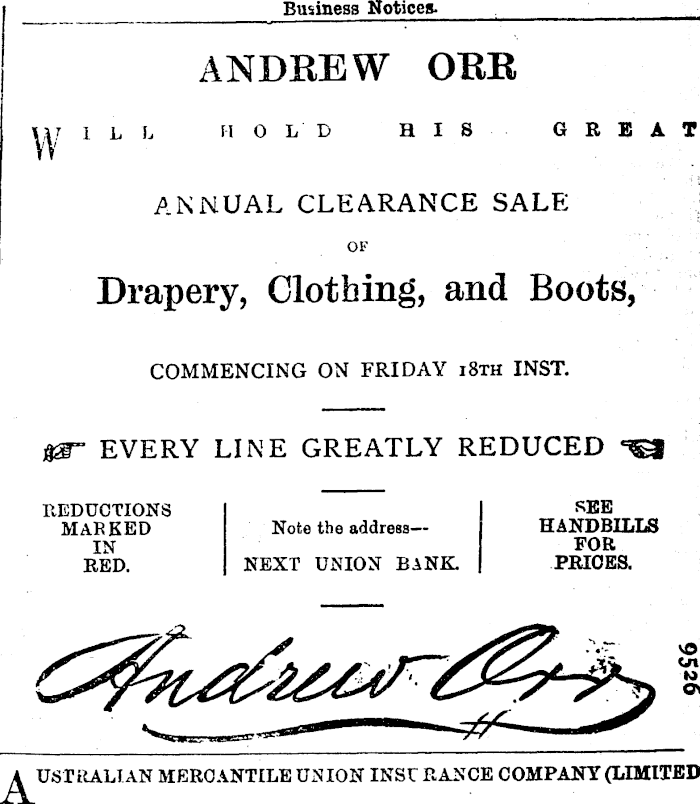 Business Notices.
ANDREW ORR
WILL HOLD HIS GREAT
ANNUAL CLEARANCE SALE
OF
Drapery, Clothing, and Boots,
COMMENCING ON FRIDAY 18TH INST.
EVERY LINE GREATLY REDUCED
REDUCTIONS
MARKED
IN
RED.
Note the address—
NEXT UNION BANK.
SEE
HANDBILLS
FOR
PRICES.
Andrew Orr
9526
AUSTRALIAN MERCANTILE UNION INSURANCE COMPANY (LIMITED